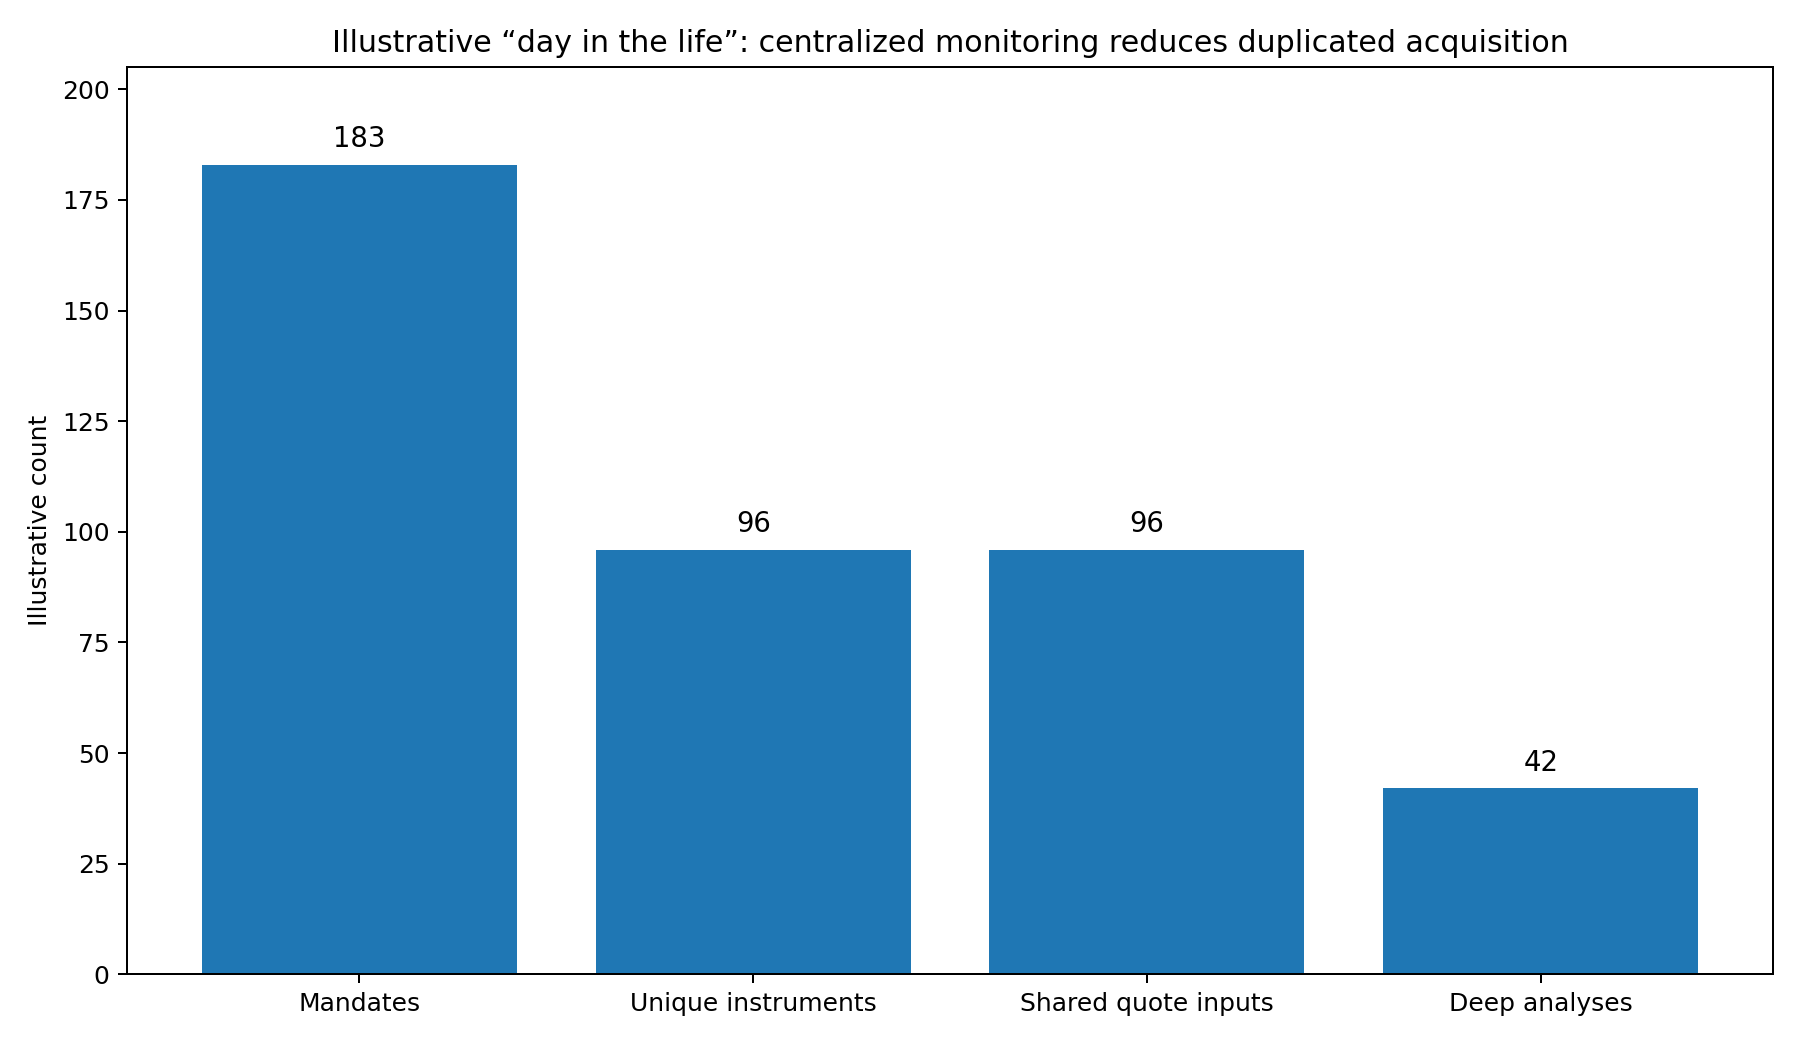 Illustrative “day in the life”: centralized monitoring reduces duplicated acquisition
Illustrative count
200
175
150
125
100
75
50
25
0
183
96
96
42
Mandates
Unique instruments
Shared quote inputs
Deep analyses